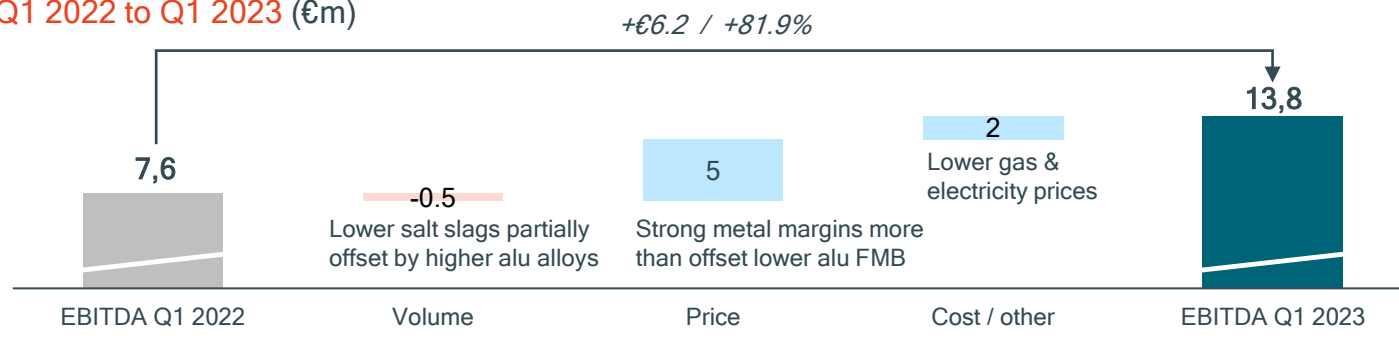 Q1 2022 to Q1 2023 (€m)
+€6.2 / +81.9%
7,6
-0.5
Lower salt slags partially
offset by higher alu alloys
5
Strong metal margins more
than offset lower alu FMB
2
Lower gas &
electricity prices
13,8
EBITDA Q1 2022
Volume
Price
Cost / other
EBITDA Q1 2023